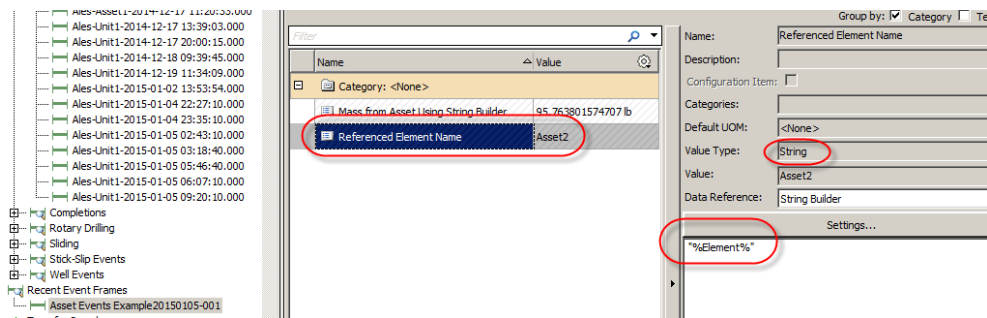 Ales-Asset1-2014-12-17 11:20:33.000
Ales-Unit1-2014-12-17 13:39:03.000
Ales-Unit1-2014-12-17 20:00:15.000
Ales-Unit1-2014-12-18 09:39:45.000
Ales-Unit1-2014-12-19 11:34:09.000
Ales-Unit1-2015-01-02 13:53:54.000
Ales-Unit1-2015-01-04 22:27:10.000
Ales-Unit1-2015-01-04 23:35:10.000
Ales-Unit1-2015-01-05 02:43:10.000
Ales-Unit1-2015-01-05 03:18:40.000
Ales-Unit1-2015-01-05 05:46:40.000
Ales-Unit1-2015-01-05 06:07:10.000
Ales-Unit1-2015-01-05 09:20:10.000
Completions
Rotary Drilling
Sliding
Stick-Slip Events
Well Events
Recent Event Frames
Asset Events Example20150105-001
Filter
Name Value
Category: <None>
Mass from Asset Using String Builder 95.763801574707 lb
Referenced Element Name Asset2
Group by: Category Te
Name: Referenced Element Name
Description:
Configuration Item:
Categories:
Default UOM: <None>
Value Type: String
Value: Asset2
Data Reference: String Builder
Settings...
"%Element%"